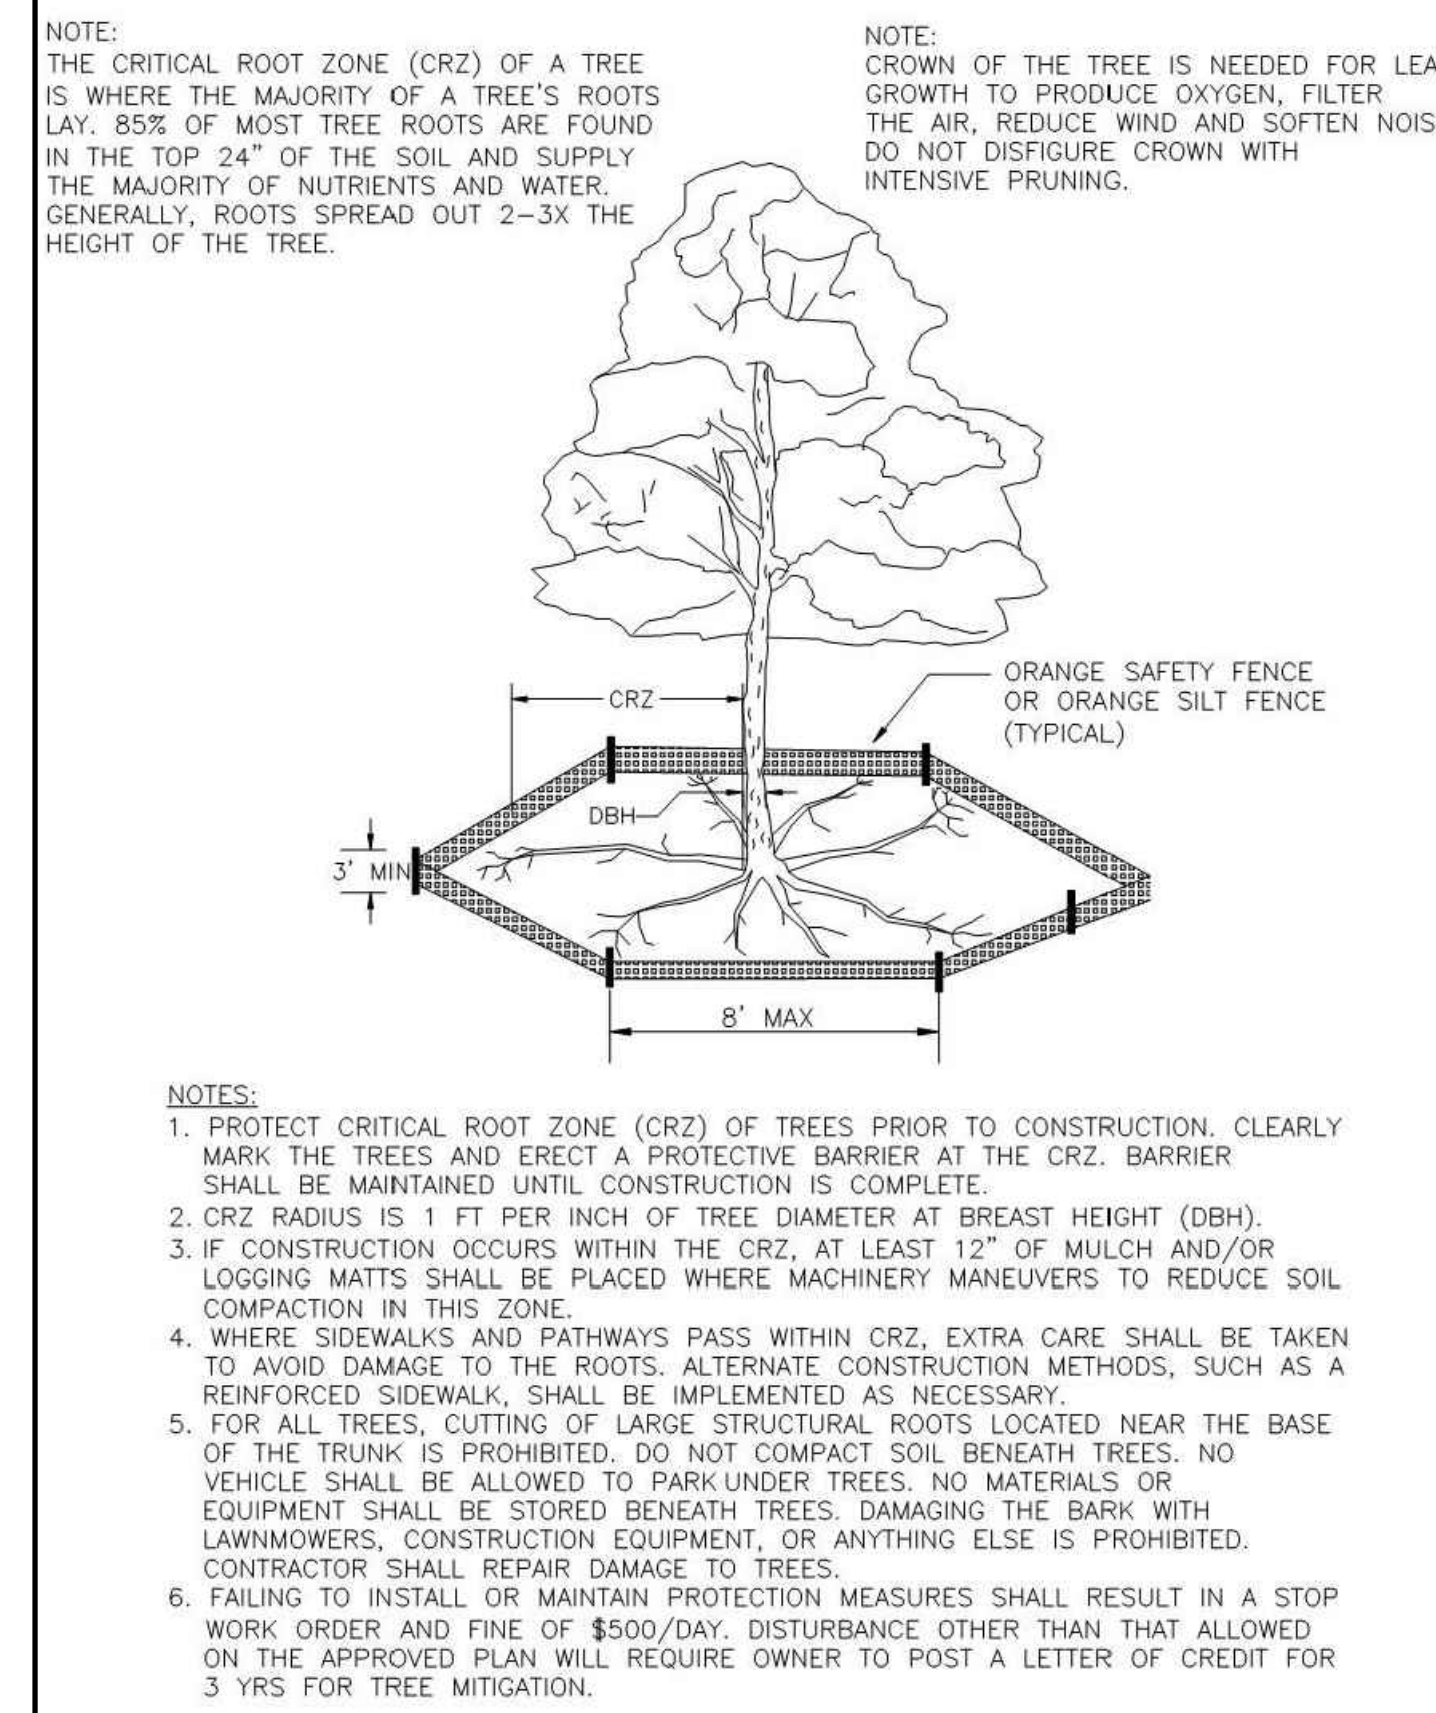 NOTE:
THE CRITICAL ROOT ZONE (CRZ) OF A TREE
IS WHERE THE MAJORITY OF A TREE'S ROOTS
LAY. 85% OF MOST TREE ROOTS ARE FOUND
IN THE TOP 24" OF THE SOIL AND SUPPLY
THE MAJORITY OF NUTRIENTS AND WATER.
GENERALLY, ROOTS SPREAD OUT 2-3X THE
HEIGHT OF THE TREE.
NOTE:
CROWN OF THE TREE IS NEEDED FOR LEA
GROWTH TO PRODUCE OXYGEN, FILTER
THE AIR, REDUCE WIND AND SOFTEN NOIS
DO NOT DISFIGURE CROWN WITH
INTENSIVE PRUNING.
ORANGE SAFETY FENCE
OR ORANGE SILT FENCE
(TYPICAL)
CRZ
DBH
3' MIN
8' MAX
NOTES:
1. PROTECT CRITICAL ROOT ZONE (CRZ) OF TREES PRIOR TO CONSTRUCTION. CLEARLY
MARK THE TREES AND ERECT A PROTECTIVE BARRIER AT THE CRZ. BARRIER
SHALL BE MAINTAINED UNTIL CONSTRUCTION IS COMPLETE.
2. CRZ RADIUS IS 1 FT PER INCH OF TREE DIAMETER AT BREAST HEIGHT (DBH).
3. IF CONSTRUCTION OCCURS WITHIN THE CRZ, AT LEAST 12" OF MULCH AND/OR
LOGGING MATTS SHALL BE PLACED WHERE MACHINERY MANEUVERS TO REDUCE SOIL
COMPACTION IN THIS ZONE.
4. WHERE SIDEWALKS AND PATHWAYS PASS WITHIN CRZ, EXTRA CARE SHALL BE TAKEN
TO AVOID DAMAGE TO THE ROOTS. ALTERNATE CONSTRUCTION METHODS, SUCH AS A
REINFORCED SIDEWALK, SHALL BE IMPLEMENTED AS NECESSARY.
5. FOR ALL TREES, CUTTING OF LARGE STRUCTURAL ROOTS LOCATED NEAR THE BASE
OF THE TRUNK IS PROHIBITED. DO NOT COMPACT SOIL BENEATH TREES. NO
VEHICLE SHALL BE ALLOWED TO PARK UNDER TREES. NO MATERIALS OR
EQUIPMENT SHALL BE STORED BENEATH TREES. DAMAGING THE BARK WITH
LAWNMOWERS, CONSTRUCTION EQUIPMENT, OR ANYTHING ELSE IS PROHIBITED.
CONTRACTOR SHALL REPAIR DAMAGE TO TREES.
6. FAILING TO INSTALL OR MAINTAIN PROTECTION MEASURES SHALL RESULT IN A STOP
WORK ORDER AND FINE OF $500/DAY. DISTURBANCE OTHER THAN THAT ALLOWED
ON THE APPROVED PLAN WILL REQUIRE OWNER TO POST A LETTER OF CREDIT FOR
3 YRS FOR TREE MITIGATION.